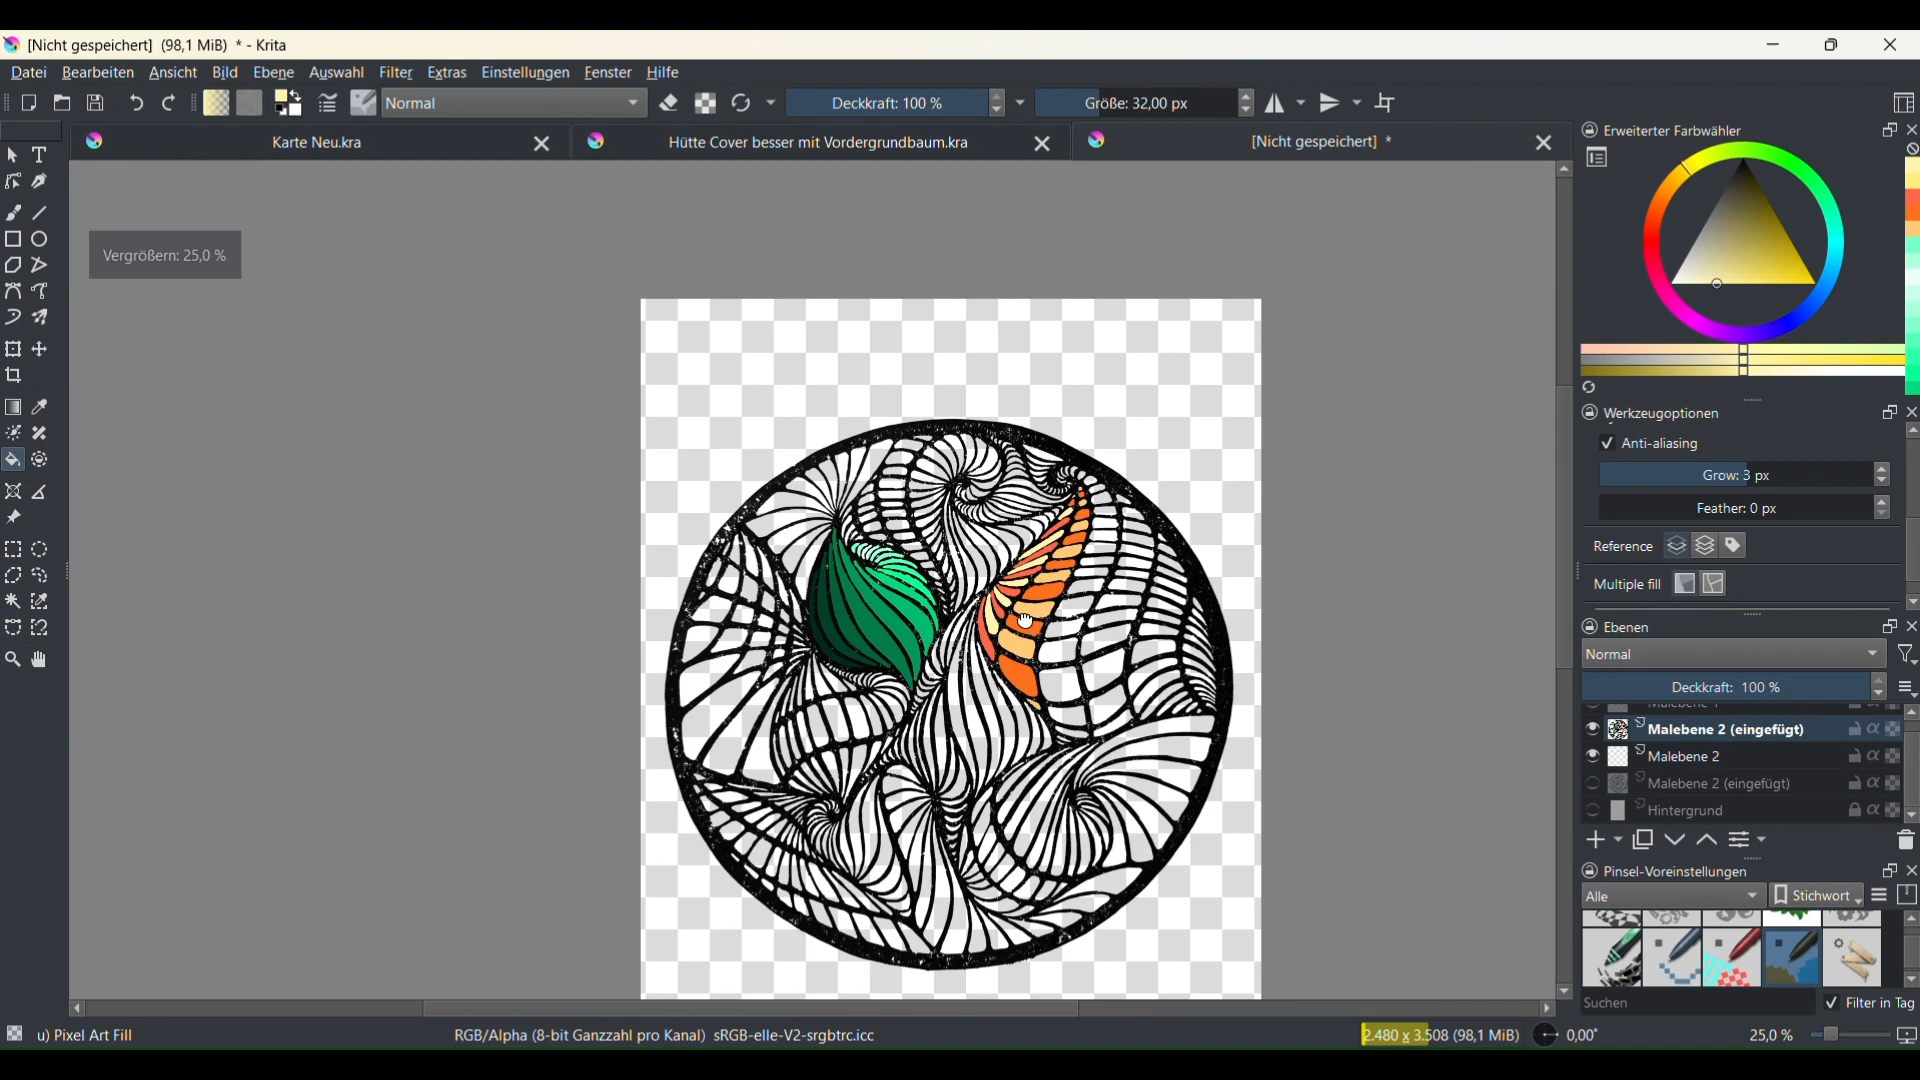 [Nicht gespeichert] (98,1 MiB) * - Krita
Datei Bearbeiten Ansicht Bild Ebene Auswahl Filter Extras Einstellungen Fenster Hilfe
Normal Deckkraft: 100 % Größe: 32,00 px
Karte Neu.kra Hütte Cover besser mit Vordergrundbaum.kra [Nicht gespeichert] *
Vergrößern: 25,0 %
Erweiterter Farbwähler
Werkzeugoptionen
Anti-aliasing
Grow: 3 px
Feather: 0 px
Reference
Multiple fill
Ebenen
Normal
Deckkraft: 100 %
Malebene 2 (eingefügt)
Malebene 2
Malebene 2 (eingefügt)
Hintergrund
Pinsel-Voreinstellungen
Alle Stichwort
Suchen Filter in Tag
u) Pixel Art Fill RGB/Alpha (8-bit Ganzzahl pro Kanal) sRGB-elle-V2-srgbtrc.icc 2.480 x 3.508 (98,1 MiB) 0,00° 25,0 %